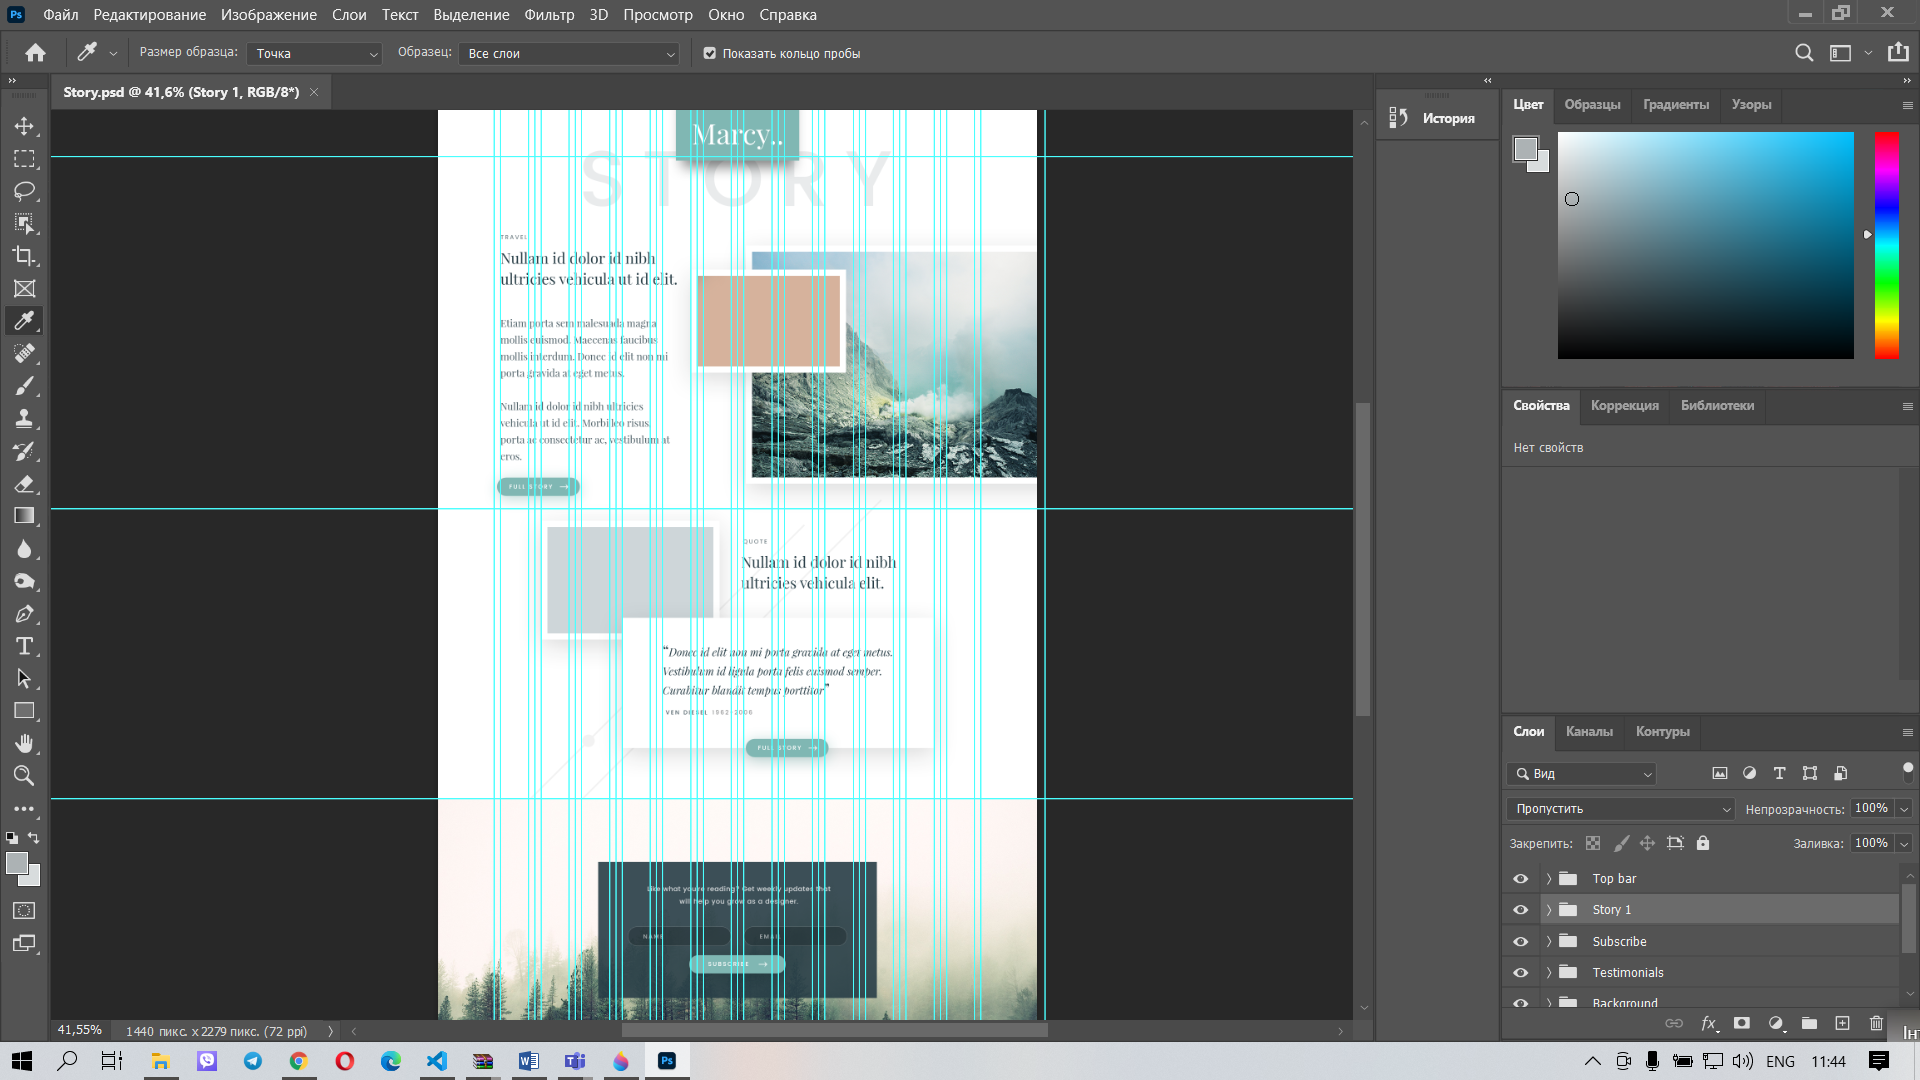 Ps Файл Редактирование Изображение Слои Текст Выделение Фильтр 3D Просмотр Окно Справка
Размер образца: Точка Образец: Все слои Показать кольцо пробы
Story.psd @ 41,6% (Story 1, RGB/8*)
Marcy..
STORY
TRAVEL
Nullam id dolor id nibh
ultricies vehicula ut id elit.
Etiam porta sem malesuada magna
mollis euismod. Maecenas faucibus
mollis interdum. Donec id elit non mi
porta gravida at eget metus.
Nullam id dolor id nibh ultricies
vehicula ut id elit. Morbi leo risus,
porta ac consectetur ac, vestibulum at
eros.
FULL STORY
QUOTE
Nullam id dolor id nibh
ultricies vehicula elit.
“Donec id elit non mi porta gravida at eget metus.
Vestibulum id ligula porta felis euismod semper.
Curabitur blandit tempus porttitor”
VEN DIESEL 1962-2006
FULL STORY
Like what you're reading? Get weekly updates that
will help you grow as a designer.
NAME EMAIL
SUBSCRIBE
41,55% 1440 пикс. x 2279 пикс. (72 ppi)
История
Цвет Образцы Градиенты Узоры
Свойства Коррекция Библиотеки
Нет свойств
Слои Каналы Контуры
Вид
Пропустить Непрозрачность: 100%
Закрепить: Заливка: 100%
Top bar
Story 1
Subscribe
Testimonials
Background
fx
Ps ENG 11:44